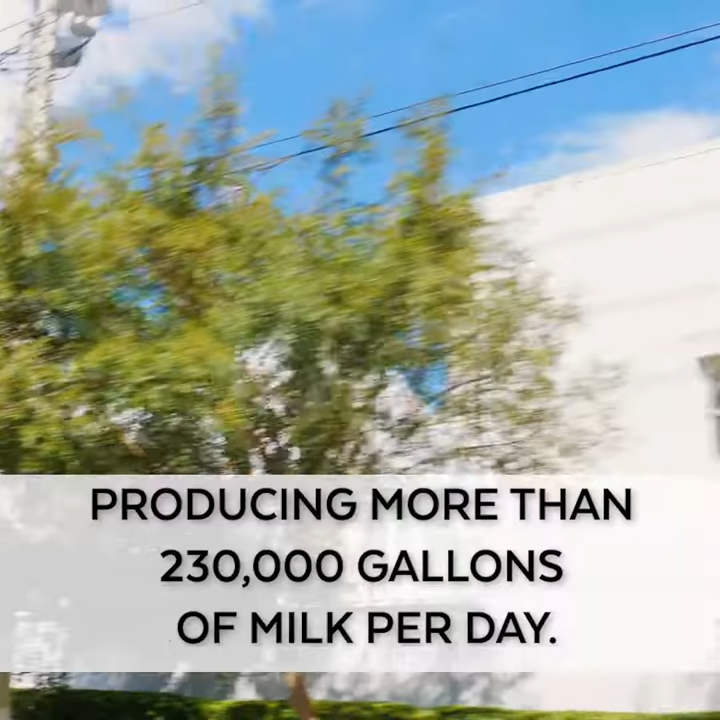 PRODUCING MORE THAN
230,000 GALLONS
OF MILK PER DAY.